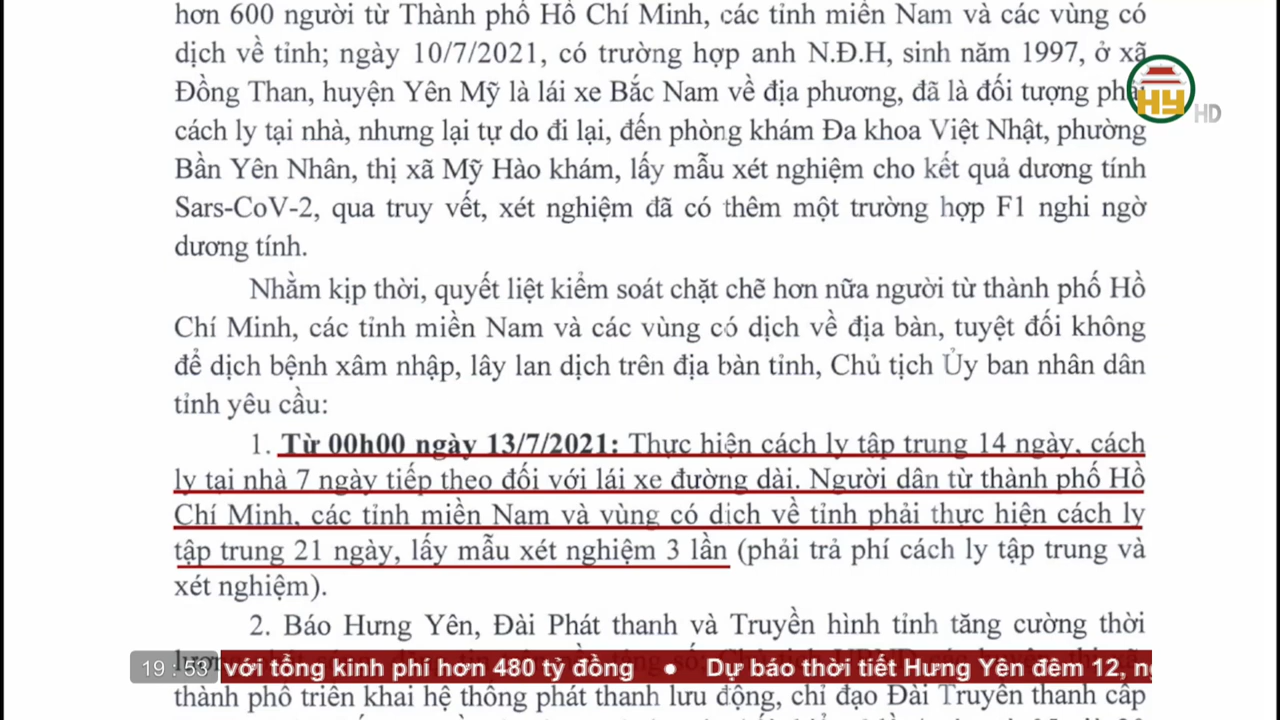 hơn 600 người từ Thành phố Hồ Chí Minh, các tỉnh miền Nam và các vùng có
dịch về tỉnh; ngày 10/7/2021, có trường hợp anh N.Đ.H, sinh năm 1997, ở xã
Đồng Than, huyện Yên Mỹ là lái xe Bắc Nam về địa phương, đã là đối tượng phải
HY HD
cách ly tại nhà, nhưng lại tự do đi lại, đến phòng khám Đa khoa Việt Nhật, phường
Bần Yên Nhân, thị xã Mỹ Hào khám, lấy mẫu xét nghiệm cho kết quả dương tính
Sars-CoV-2, qua truy vết, xét nghiệm đã có thêm một trường hợp F1 nghi ngờ
dương tính.
Nhằm kịp thời, quyết liệt kiểm soát chặt chẽ hơn nữa người từ thành phố Hồ
Chí Minh, các tỉnh miền Nam và các vùng có dịch về địa bàn, tuyệt đối không
để dịch bệnh xâm nhập, lây lan dịch trên địa bàn tỉnh, Chủ tịch Ủy ban nhân dân
tỉnh yêu cầu:
1. Từ 00h00 ngày 13/7/2021: Thực hiện cách ly tập trung 14 ngày, cách
ly tại nhà 7 ngày tiếp theo đối với lái xe đường dài. Người dân từ thành phố Hồ
Chí Minh, các tỉnh miền Nam và vùng có dịch về tỉnh phải thực hiện cách ly
tập trung 21 ngày, lấy mẫu xét nghiệm 3 lần (phải trả phí cách ly tập trung và
xét nghiệm).
2. Báo Hưng Yên, Đài Phát thanh và Truyền hình tỉnh tăng cường thời
19:53 với tổng kinh phí hơn 480 tỷ đồng ● Dự báo thời tiết Hưng Yên đêm 12,
thành phố triển khai hệ thống phát thanh lưu động, chỉ đạo Đài Truyền thanh cấp